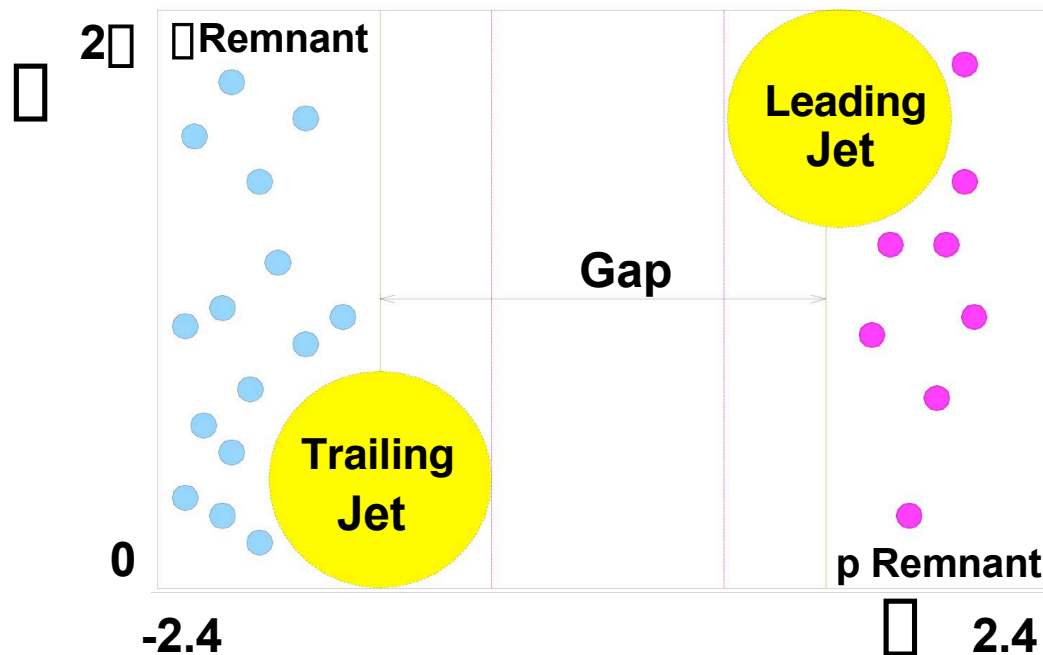 2▯
▯Remnant
▯
Leading
Jet
Gap
Trailing
Jet
0
p Remnant
-2.4
▯
2.4